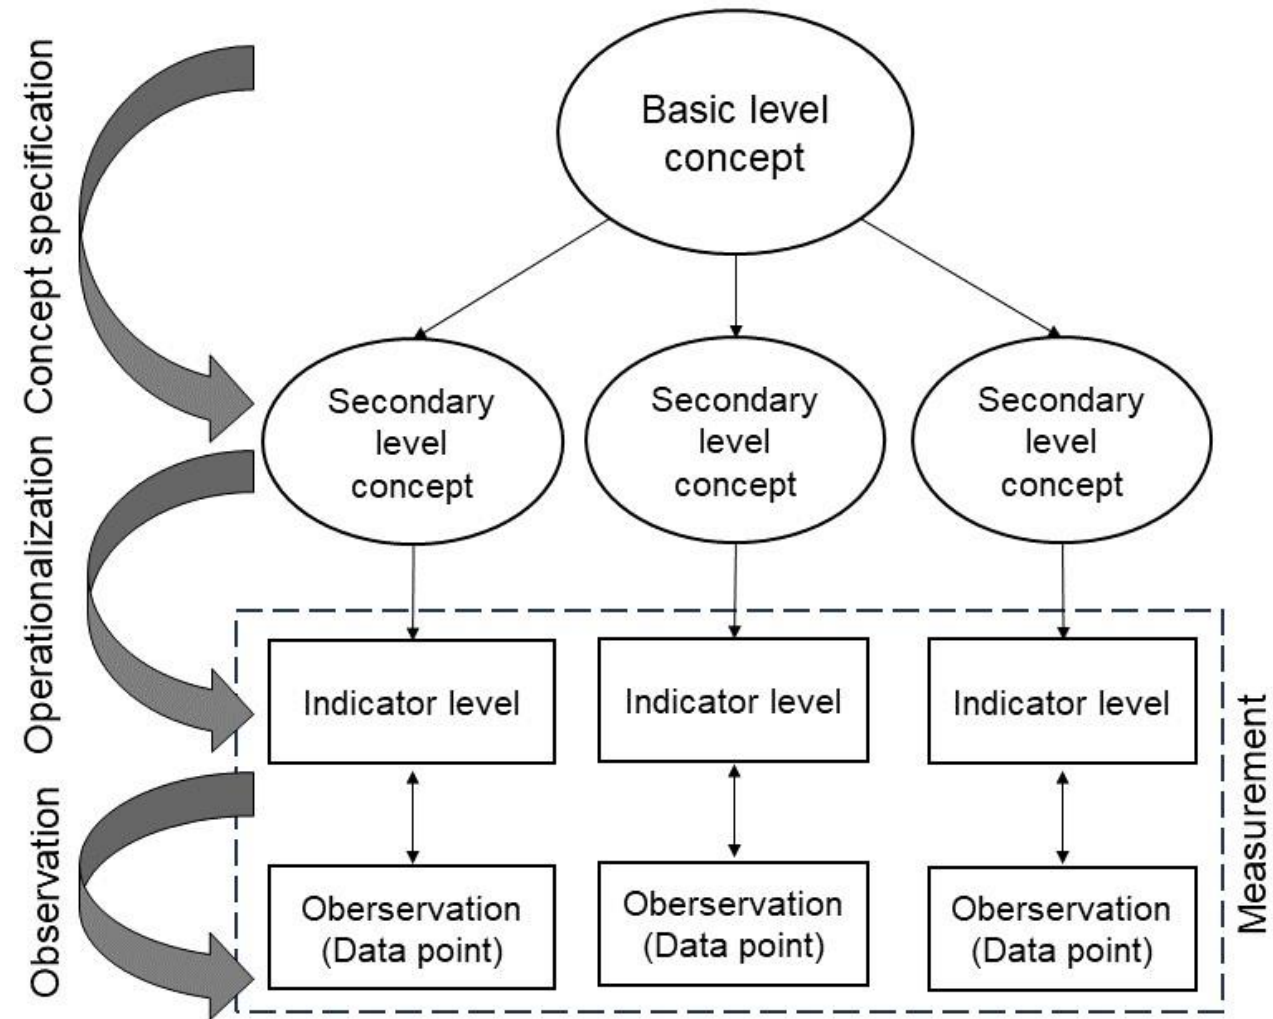 Concept specification
Basic level
concept
Secondary
level
concept
Secondary
level
concept
Secondary
level
concept
Operationalization
Indicator level
Indicator level
Indicator level
Measurement
Observation
Oberservation
(Data point)
Oberservation
(Data point)
Oberservation
(Data point)